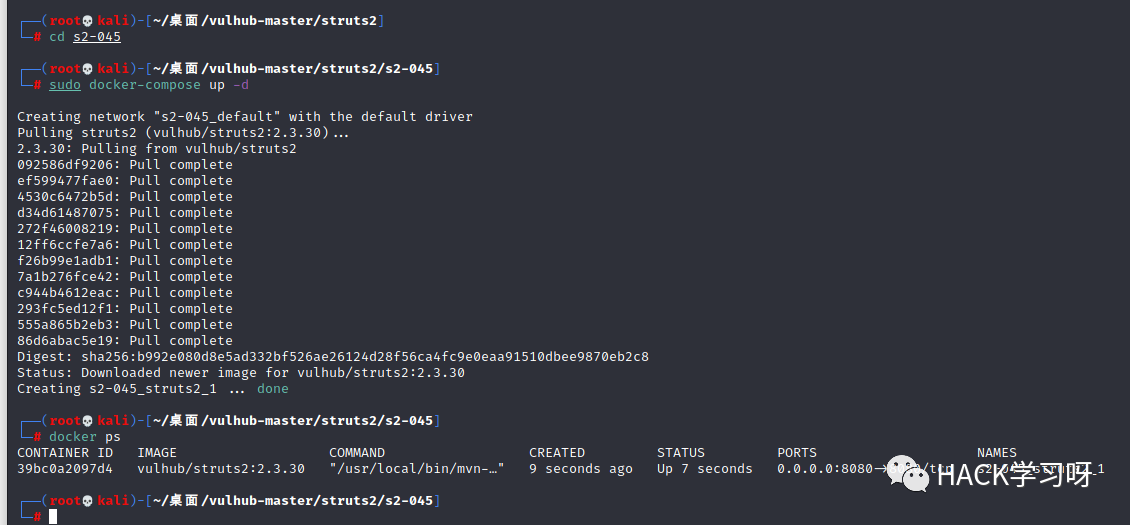 ┌──(root💀kali)-[~/桌面/vulhub-master/struts2]
└─# cd s2-045
┌──(root💀kali)-[~/桌面/vulhub-master/struts2/s2-045]
└─# sudo docker-compose up -d
Creating network "s2-045_default" with the default driver
Pulling struts2 (vulhub/struts2:2.3.30)...
2.3.30: Pulling from vulhub/struts2
092586df9206: Pull complete
ef599477fae0: Pull complete
4530c6472b5d: Pull complete
d34d61487075: Pull complete
272f46008219: Pull complete
12ff6ccfe7a6: Pull complete
f26b99e1adb1: Pull complete
7a1b276fce42: Pull complete
c944b4612eac: Pull complete
293fc5ed12f1: Pull complete
555a865b2eb3: Pull complete
86d6abac5e19: Pull complete
Digest: sha256:b992e080d8e5ad332bf526ae26124d28f56ca4fc9e0eaa91510dbee9870eb2c8
Status: Downloaded newer image for vulhub/struts2:2.3.30
Creating s2-045_struts2_1 ... done
┌──(root💀kali)-[~/桌面/vulhub-master/struts2/s2-045]
└─# docker ps
CONTAINER ID IMAGE COMMAND CREATED STATUS PORTS NAMES
39bc0a2097d4 vulhub/struts2:2.3.30 "/usr/local/bin/mvn-…" 9 seconds ago Up 7 seconds 0.0.0.0:8080→
HACK学习呀
┌──(root💀kali)-[~/桌面/vulhub-master/struts2/s2-045]
└─#